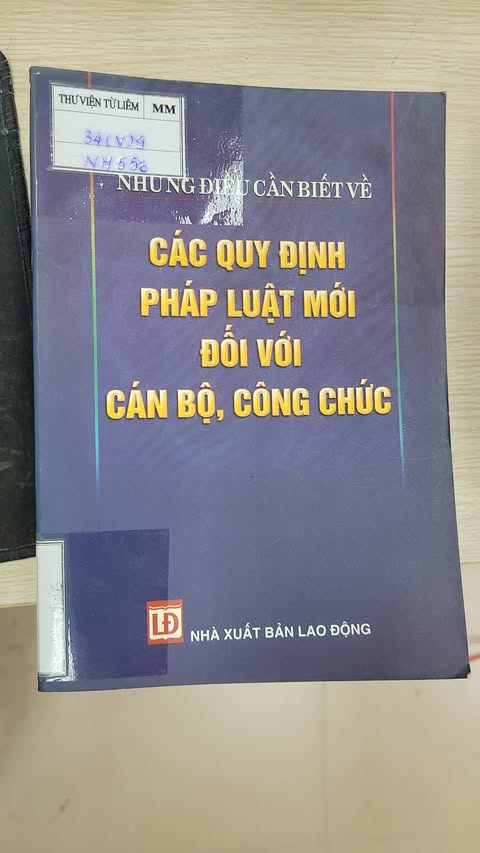 THƯ VIỆN TỪ LIÊM MM
34(V)4
NH556
NHỮNG ĐIỀU CẦN BIẾT VỀ
CÁC QUY ĐỊNH
PHÁP LUẬT MỚI
ĐỐI VỚI
CÁN BỘ, CÔNG CHỨC
LĐ
NHÀ XUẤT BẢN LAO ĐỘNG